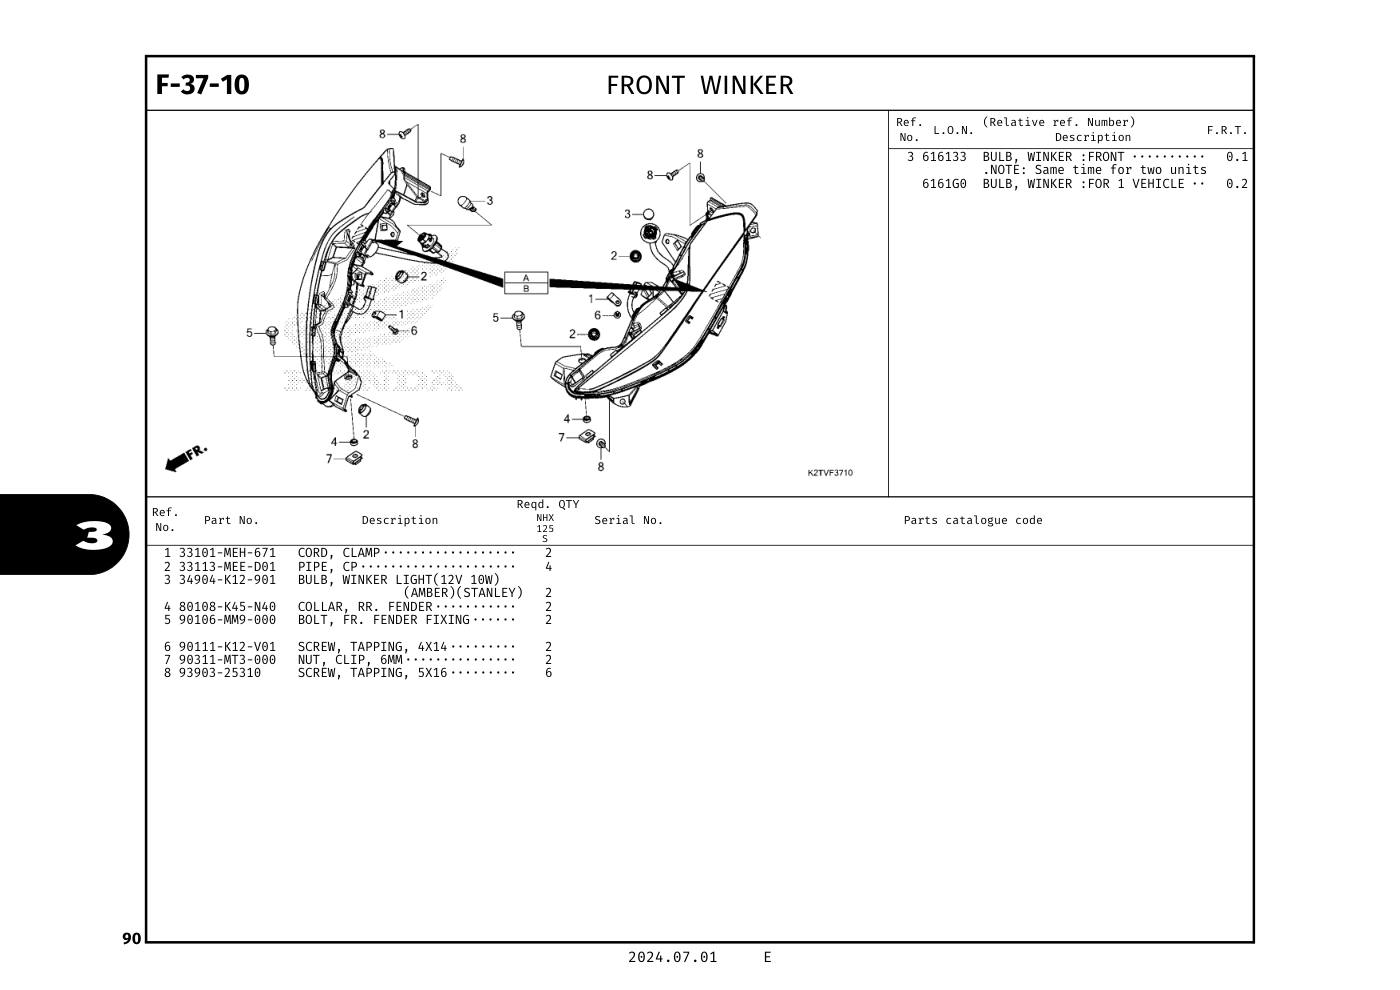 F-37-10
FRONT WINKER
8
8
3
2
1
6
5
2
4
8
7
FR.
A
B
8
8
3
2
1
6
5
2
4
7
8
HONDA
K2TVF3710
Ref. No. L.O.N. (Relative ref. Number) Description F.R.T.
3 616133 BULB, WINKER :FRONT ·········· 0.1
.NOTE: Same time for two units
6161G0 BULB, WINKER :FOR 1 VEHICLE ·· 0.2
Ref. No. Part No. Description Reqd. QTY NHX 125 S Serial No. Parts catalogue code
1 33101-MEH-671 CORD, CLAMP·················· 2
2 33113-MEE-D01 PIPE, CP····················· 4
3 34904-K12-901 BULB, WINKER LIGHT(12V 10W)
(AMBER)(STANLEY) 2
4 80108-K45-N40 COLLAR, RR. FENDER··········· 2
5 90106-MM9-000 BOLT, FR. FENDER FIXING······ 2
6 90111-K12-V01 SCREW, TAPPING, 4X14········· 2
7 90311-MT3-000 NUT, CLIP, 6MM··············· 2
8 93903-25310 SCREW, TAPPING, 5X16········· 6
3
90
2024.07.01 E